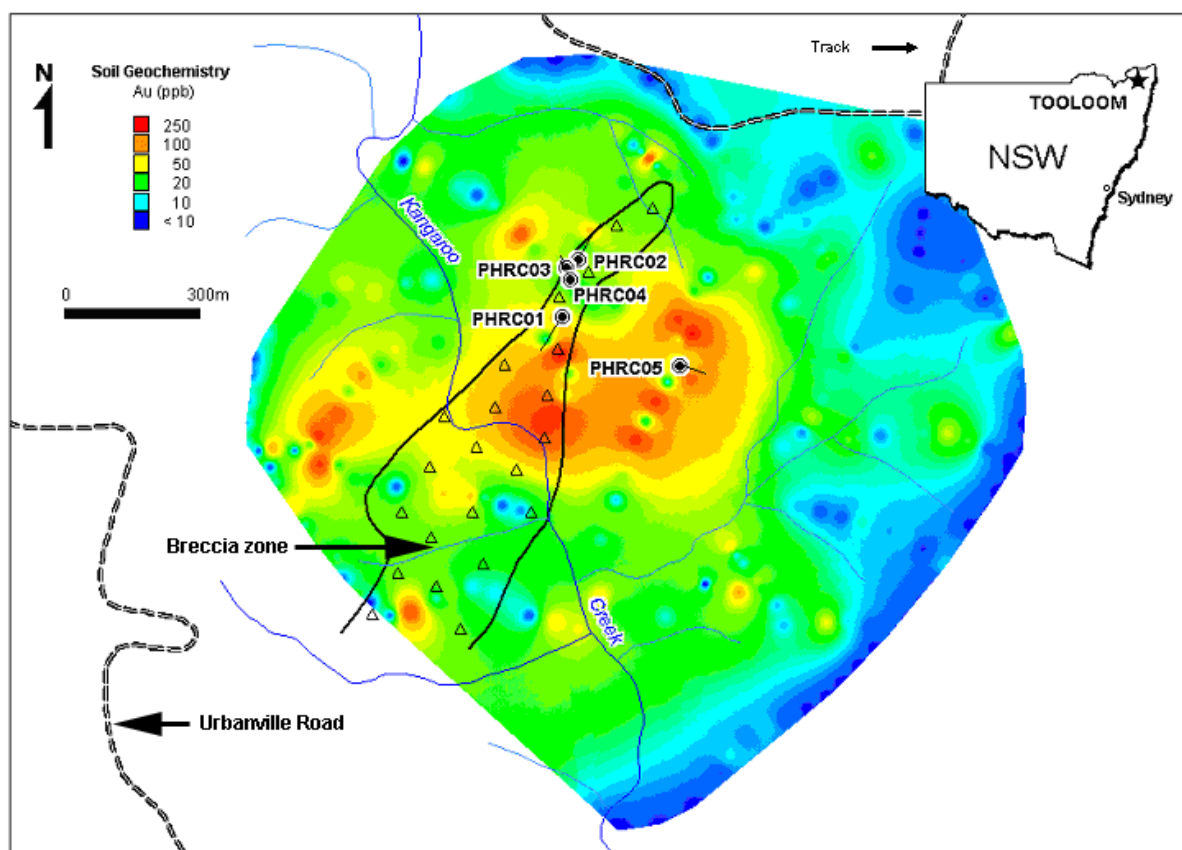 Track
N
Soil Geochemistry
Au (ppb)
250
100
50
20
10
< 10
TOOLOOM
NSW
Sydney
Kangaroo
0 300m
PHRC03
PHRC02
PHRC04
PHRC01
PHRC05
Breccia zone
Creek
Urbanville Road